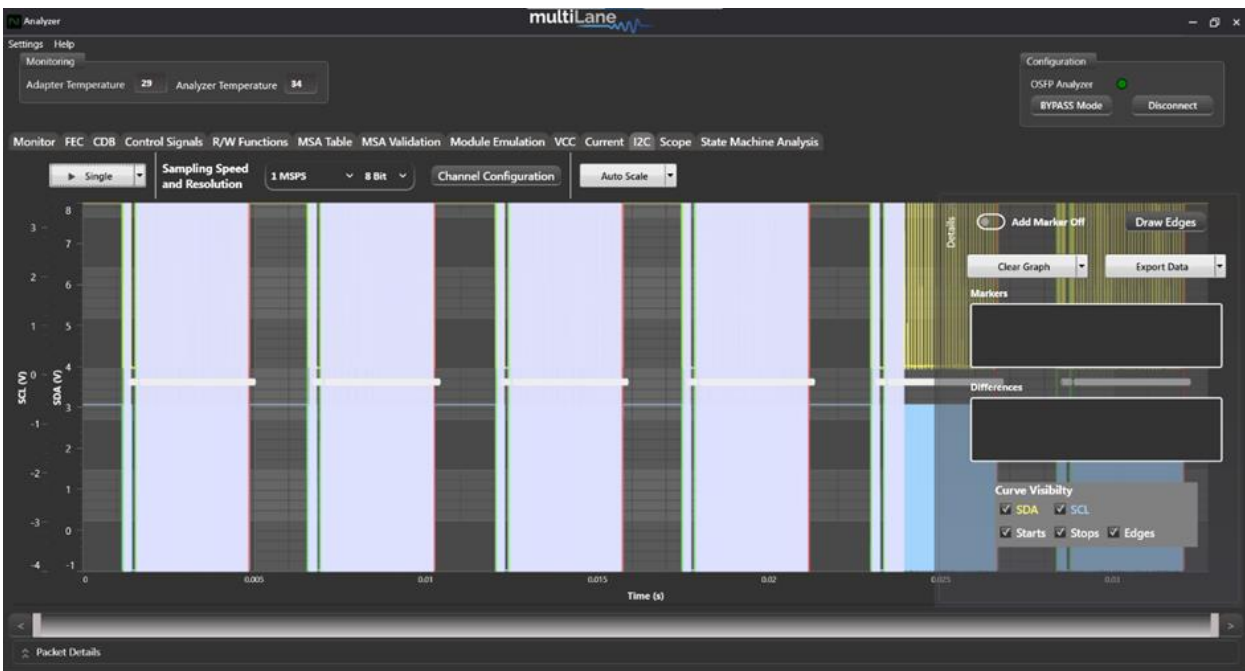 Analyzer
multiLane
Settings Help
Monitoring
Adapter Temperature 29 Analyzer Temperature 34
Configuration
OSFP Analyzer
BYPASS Mode Disconnect
Monitor FEC CDB Control Signals R/W Functions MSA Table MSA Validation Module Emulation VCC Current I2C Scope State Machine Analysis
Single
Sampling Speed
and Resolution
1 MSPS 8 Bit Channel Configuration Auto Scale
Details
Add Marker Off Draw Edges
Clear Graph Export Data
Markers
Differences
Curve Visibilty
SDA SCL
Starts Stops Edges
SCL (V)
3
2
1
0
-1
-2
-3
-4
SDA (V)
8
7
6
5
4
3
2
1
0
-1
0 0.005 0.01 0.015 0.02 0.025 0.03
Time (s)
< >
Packet Details